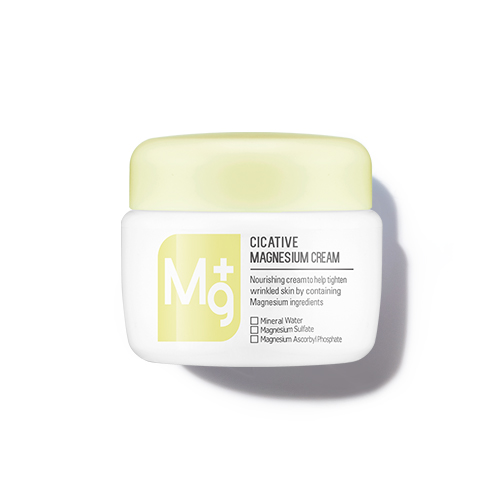 Mg+
CICATIVE
MAGNESIUM CREAM
Nourishing cream to help tighten
wrinkled skin by containing
Magnesium ingredients
Mineral Water
Magnesium Sulfate
Magnesium Ascorbyl Phosphate